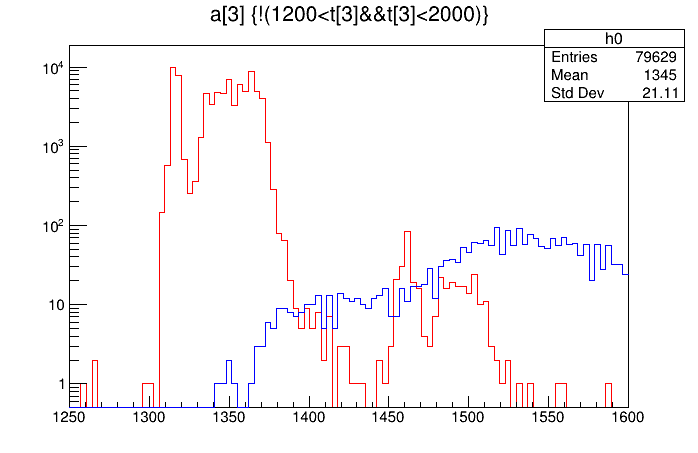 a[3] {!(1200<t[3]&&t[3]<2000)}
h0
Entries 79629
Mean 1345
Std Dev 21.11
10^4
10^3
10^2
10
1
1250 1300 1350 1400 1450 1500 1550 1600